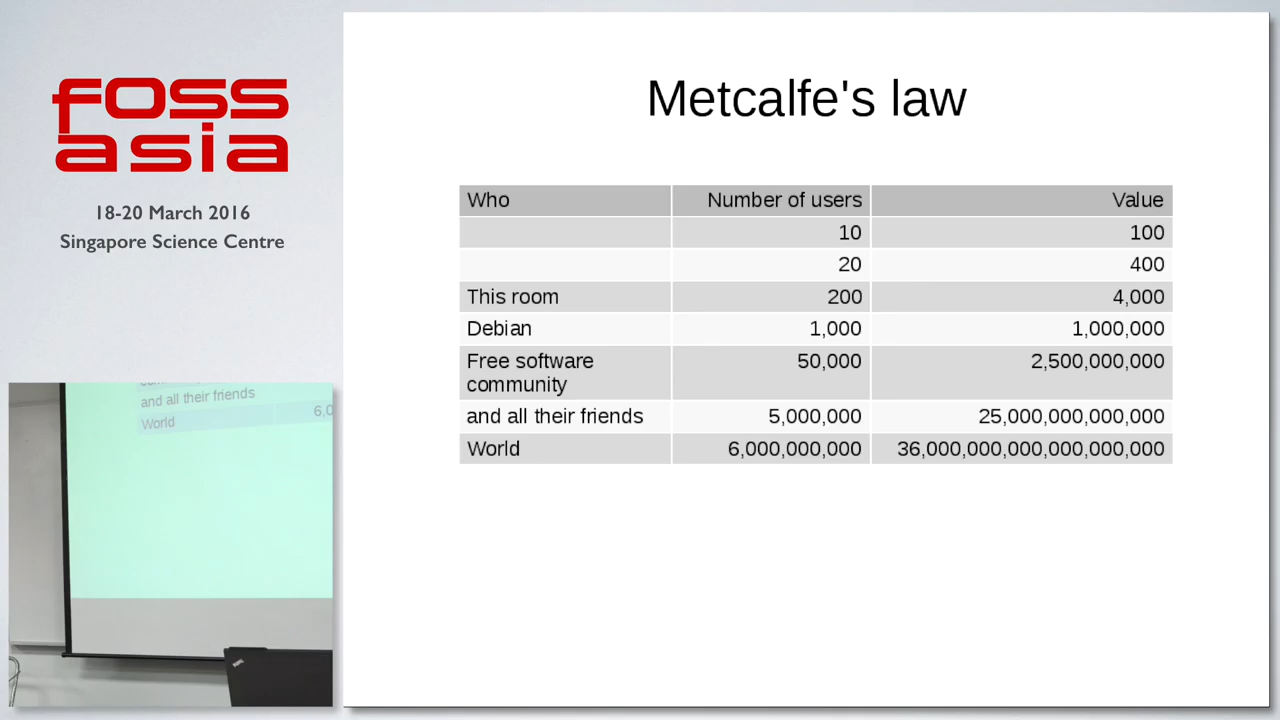 foss
asia
18-20 March 2016
Singapore Science Centre
Metcalfe's law
Who Number of users Value
10 100
20 400
This room 200 4,000
Debian 1,000 1,000,000
Free software community 50,000 2,500,000,000
and all their friends 5,000,000 25,000,000,000,000
World 6,000,000,000 36,000,000,000,000,000,000
and all their friends
World 6,0